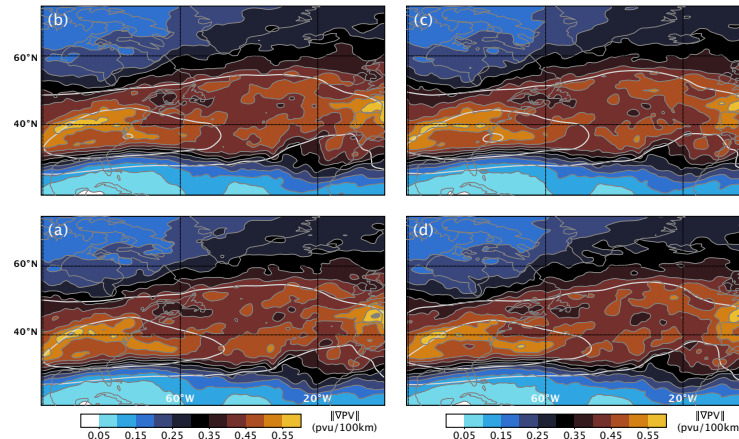 (b) (c)
60°N
40°N
(a) (d)
60°N
40°N
60°W 20°W 60°W 20°W
‖∇PV‖ ‖∇PV‖
0.05 0.15 0.25 0.35 0.45 0.55 (pvu/100km) 0.05 0.15 0.25 0.35 0.45 0.55 (pvu/100km)